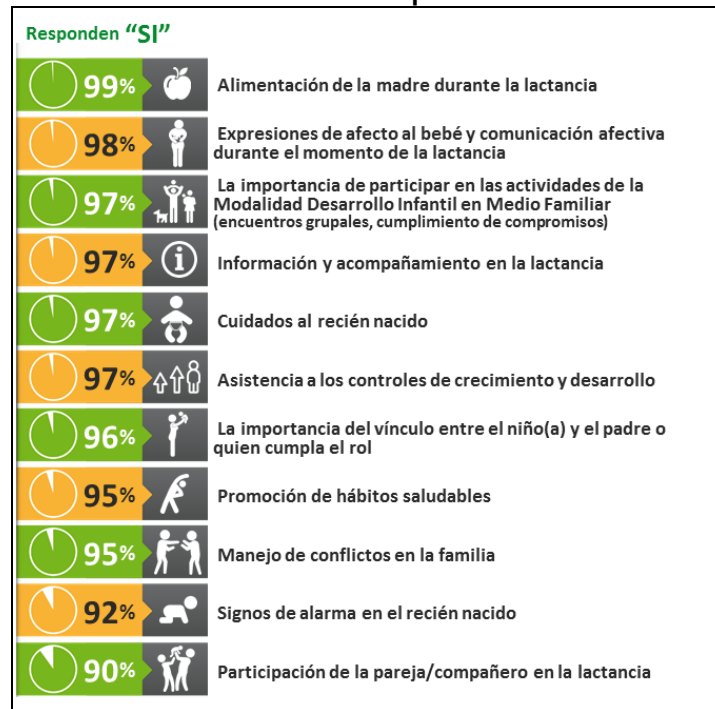 Responden “SI”
99% Alimentación de la madre durante la lactancia
98% Expresiones de afecto al bebé y comunicación afectiva
durante el momento de la lactancia
97% La importancia de participar en las actividades de la
Modalidad Desarrollo Infantil en Medio Familiar
(encuentros grupales, cumplimiento de compromisos)
97% Información y acompañamiento en la lactancia
97% Cuidados al recién nacido
97% Asistencia a los controles de crecimiento y desarrollo
96% La importancia del vínculo entre el niño(a) y el padre o
quien cumpla el rol
95% Promoción de hábitos saludables
95% Manejo de conflictos en la familia
92% Signos de alarma en el recién nacido
90% Participación de la pareja/compañero en la lactancia